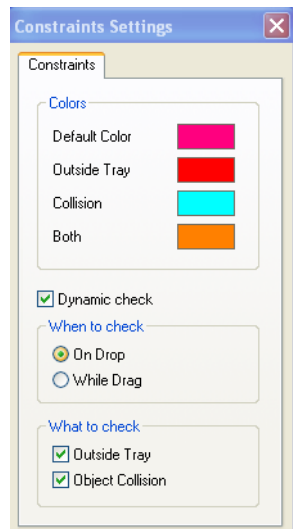 Constraints Settings
Constraints
Colors
Default Color
Outside Tray
Collision
Both
Dynamic check
When to check
On Drop
While Drag
What to check
Outside Tray
Object Collision